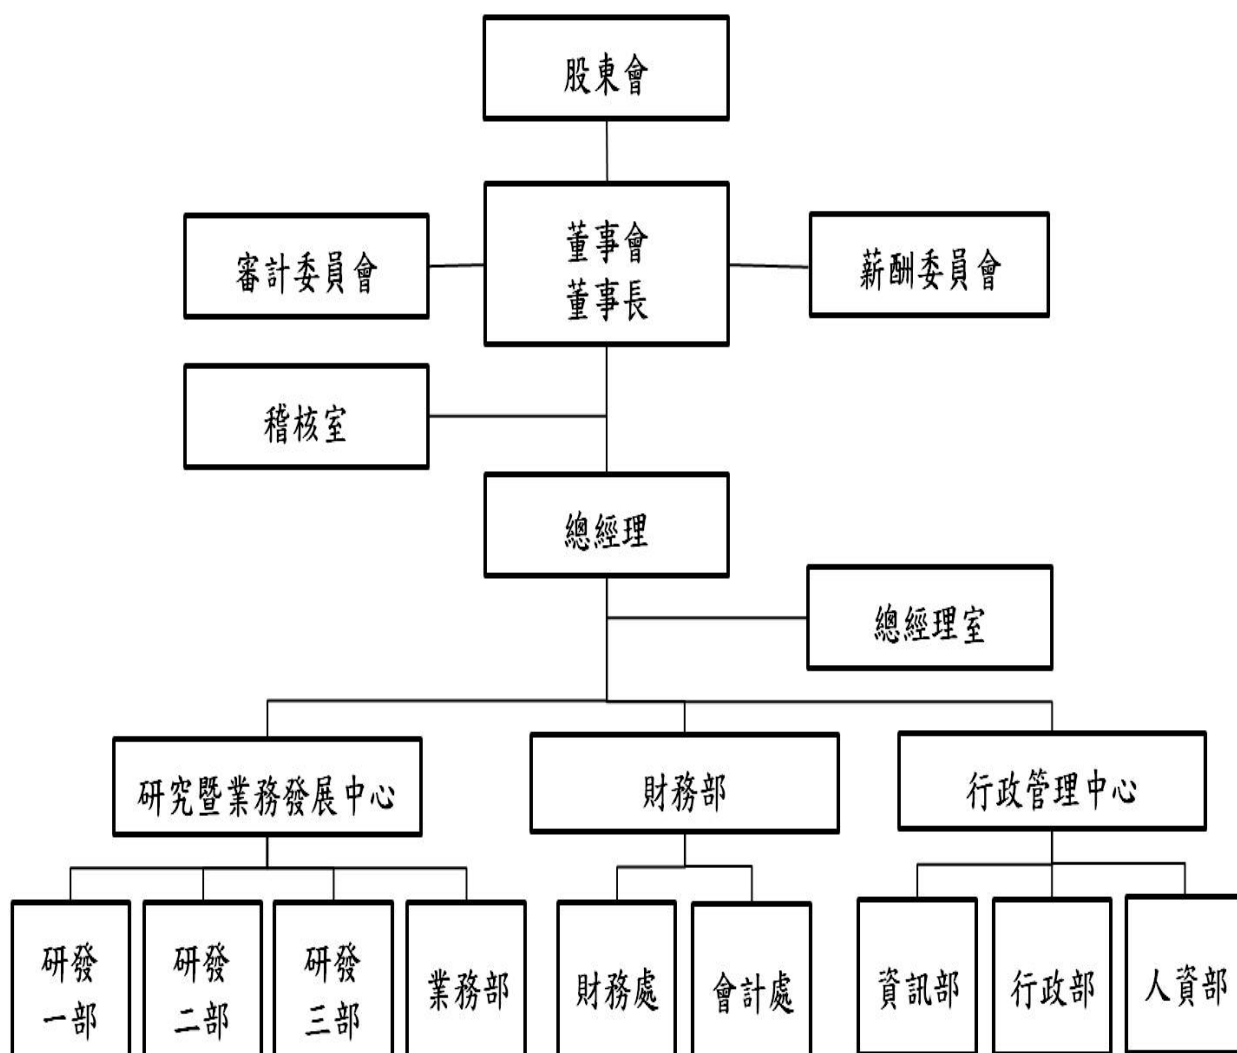 股東會
董事會
董事長
審計委員會
薪酬委員會
稽核室
總經理
總經理室
研究暨業務發展中心
財務部
行政管理中心
研發
一部
研發
二部
研發
三部
業務部
財務處
會計處
資訊部
行政部
人資部